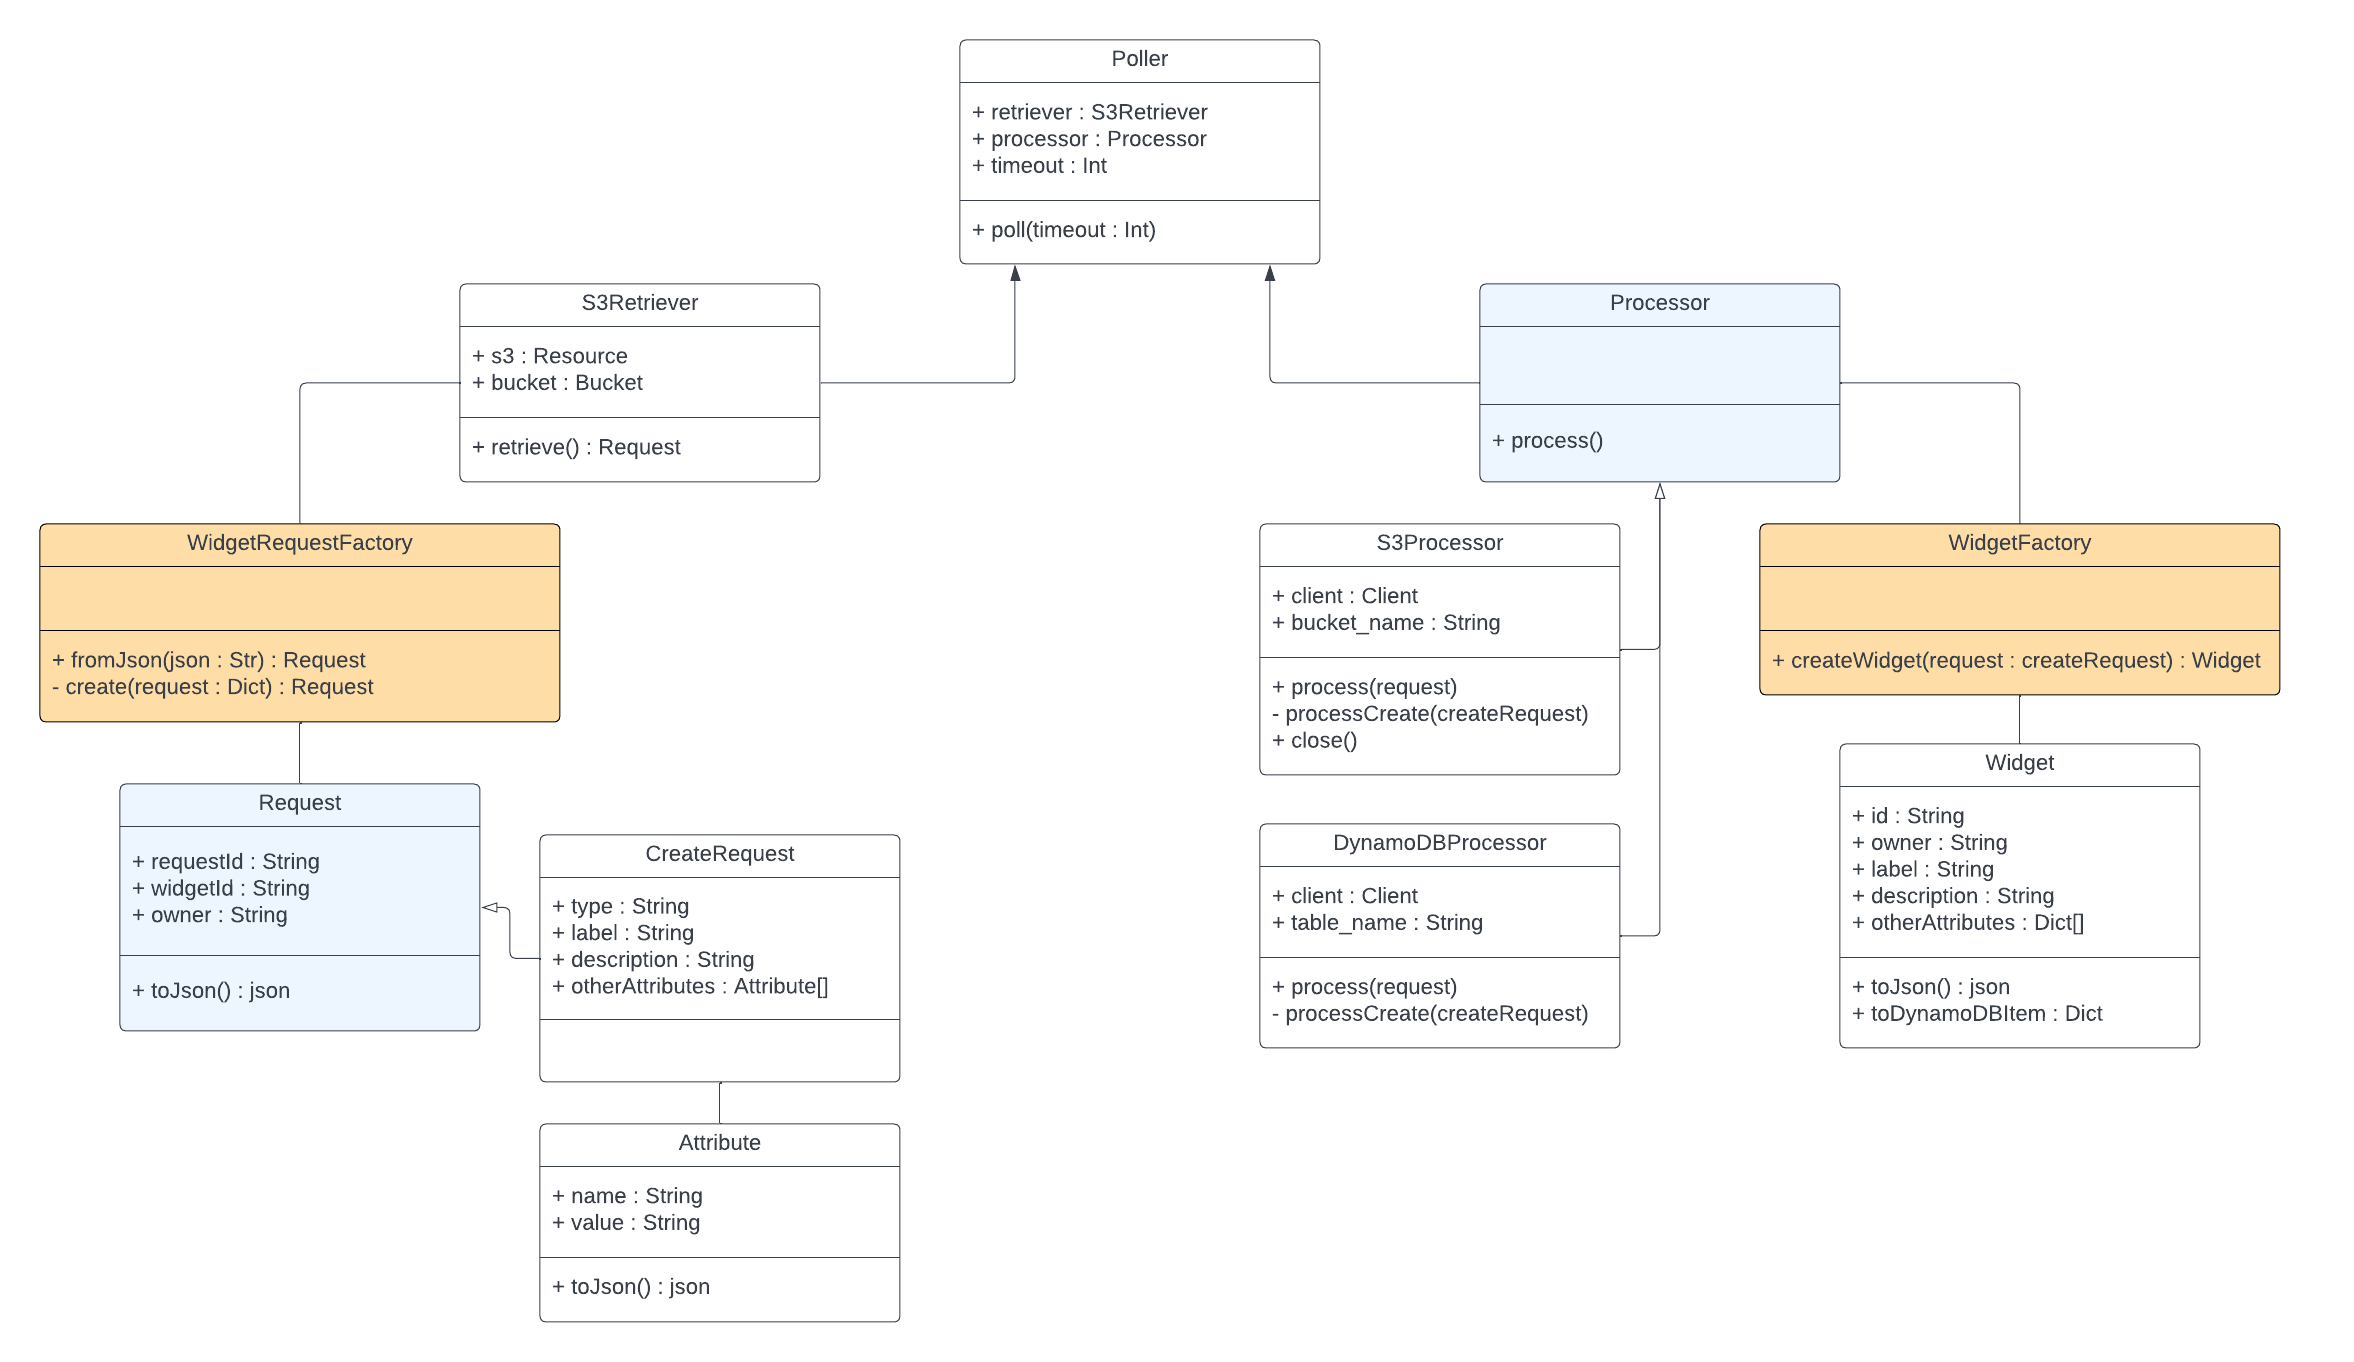 Poller
+ retriever : S3Retriever
+ processor : Processor
+ timeout : Int
+ poll(timeout : Int)
S3Retriever
+ s3 : Resource
+ bucket : Bucket
+ retrieve() : Request
Processor
+ process()
WidgetRequestFactory
+ fromJson(json : Str) : Request
- create(request : Dict) : Request
S3Processor
+ client : Client
+ bucket_name : String
+ process(request)
- processCreate(createRequest)
+ close()
WidgetFactory
+ createWidget(request : createRequest) : Widget
Request
+ requestId : String
+ widgetId : String
+ owner : String
+ toJson() : json
CreateRequest
+ type : String
+ label : String
+ description : String
+ otherAttributes : Attribute[]
DynamoDBProcessor
+ client : Client
+ table_name : String
+ process(request)
- processCreate(createRequest)
Widget
+ id : String
+ owner : String
+ label : String
+ description : String
+ otherAttributes : Dict[]
+ toJson() : json
+ toDynamoDBItem : Dict
Attribute
+ name : String
+ value : String
+ toJson() : json